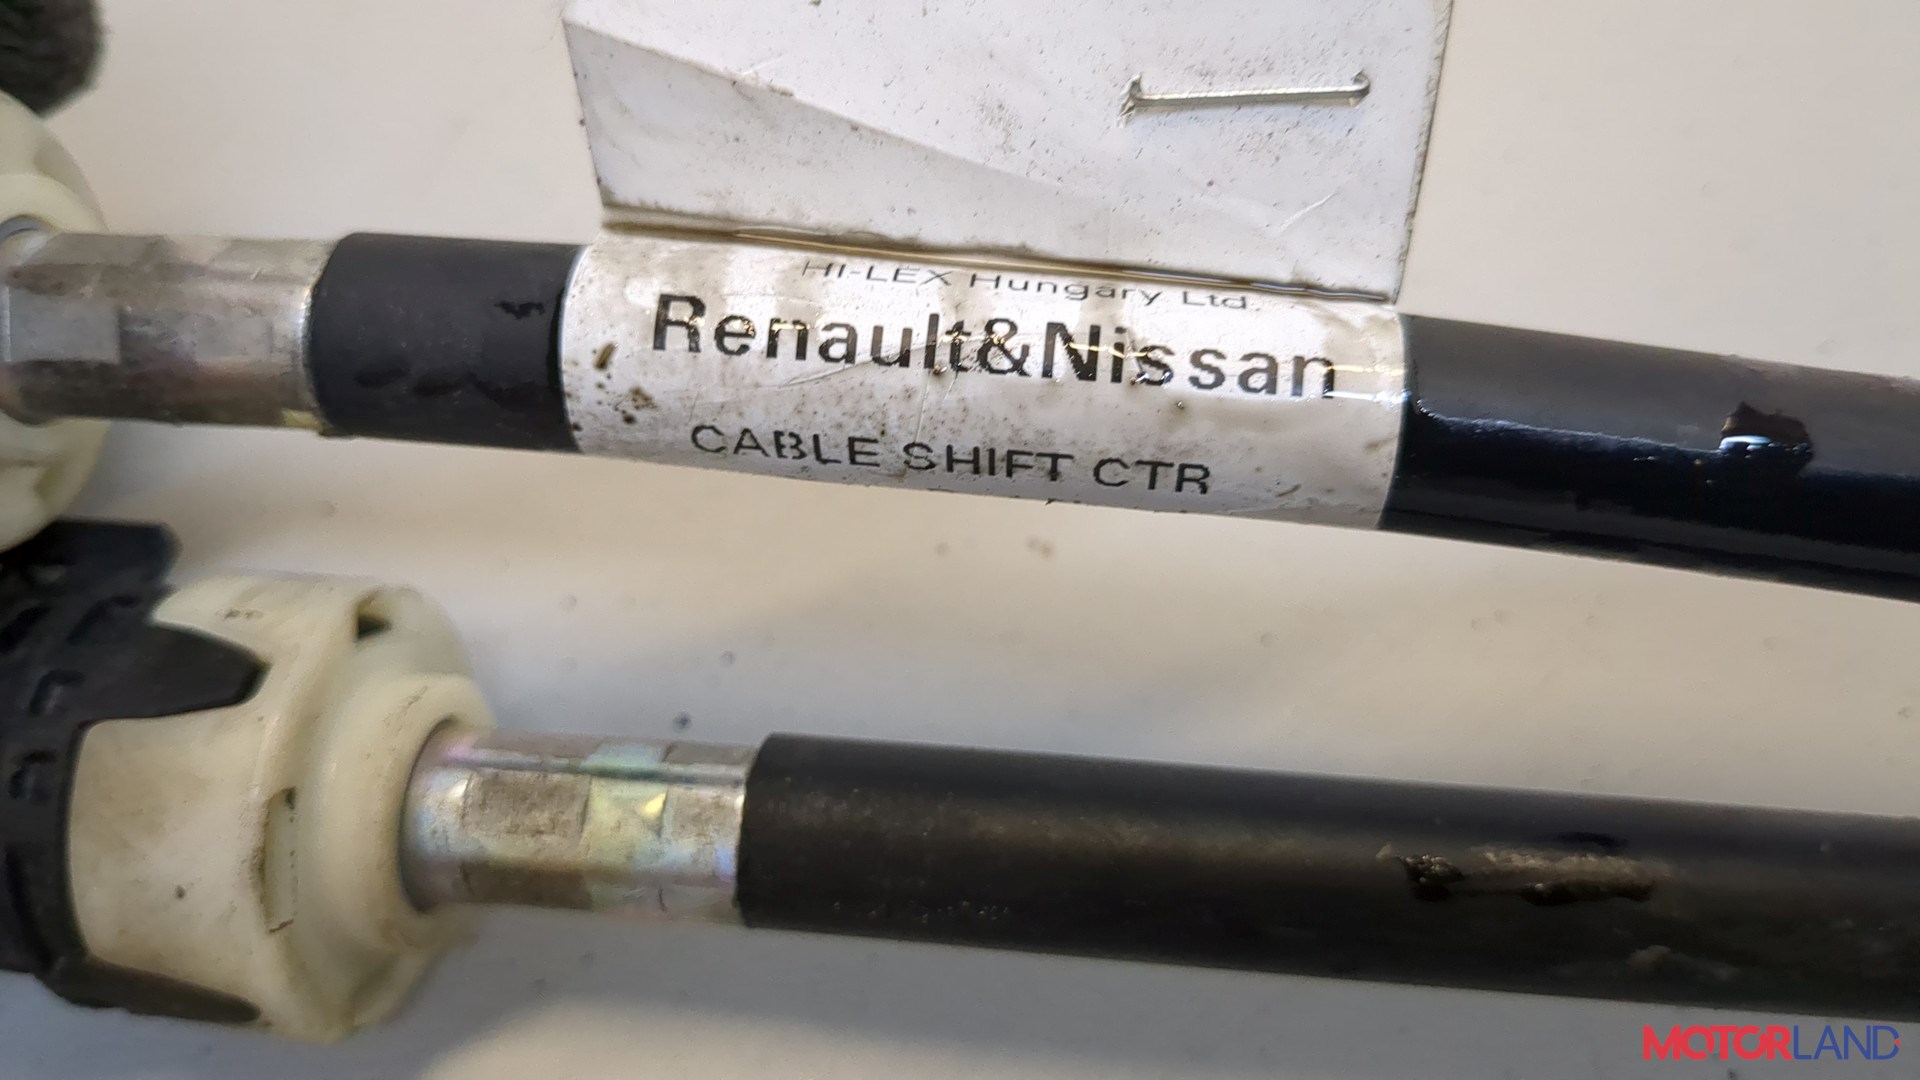 HI-LEX Hungary Ltd.
Renault&Nissan
CABLE SHIFT CTR
MOTORLAND